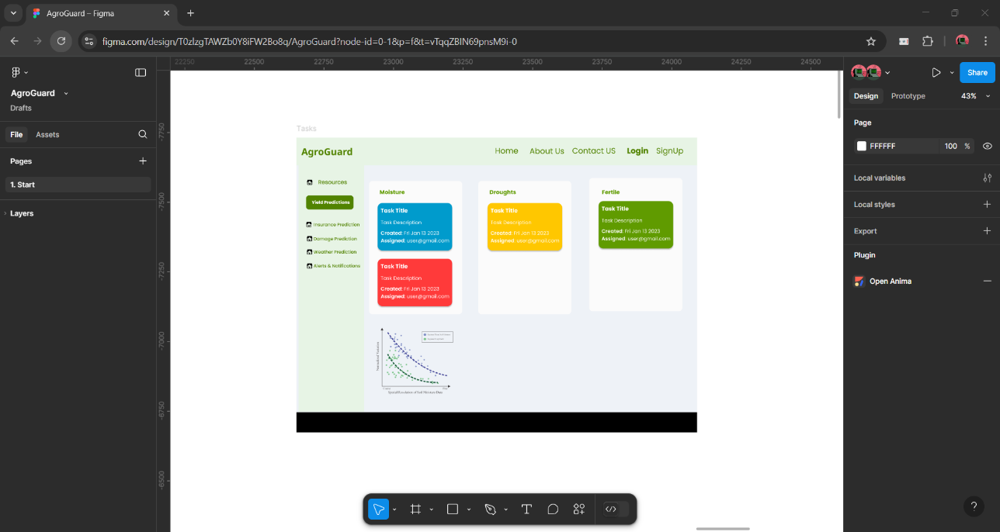 AgroGuard – Figma
figma.com/design/T0zlzgTAWZb0Y8iFW2Bo8q/AgroGuard?node-id=0-1&p=f&t=vTqqZBIN69pnsM9i-0
22250 22500 22750 23000 23250 23500 23750 24000 24250 24500
AgroGuard
Drafts
File Assets
Pages
1. Start
Layers
-7750
-7500
-7250
-7000
-6750
-6500
Tasks
AgroGuard
Home About Us Contact US Login SignUp
Resources
Yield Predictions
Insurance Prediction
Damage Prediction
Weather Prediction
Alerts & Notifications
Moisture
Task Title
Task Description
Created: Fri Jan 13 2023
Assigned: user@gmail.com
Task Title
Task Description
Created: Fri Jan 13 2023
Assigned: user@gmail.com
Droughts
Task Title
Task Description
Created: Fri Jan 13 2023
Assigned: user@gmail.com
Fertile
Task Title
Task Description
Created: Fri Jan 13 2023
Assigned: user@gmail.com
Spatial Resolution of Soil Moisture Data
Share
Design Prototype 43%
Page
FFFFFF 100 %
Local variables
Local styles
Export
Plugin
Open Anima
?